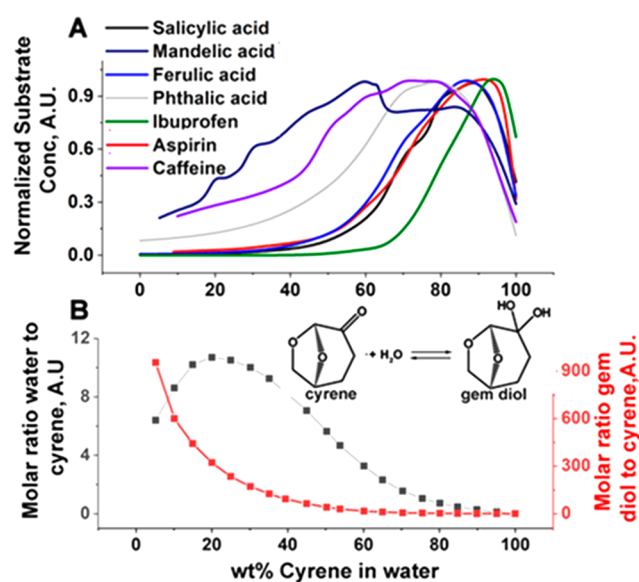 A
Salicylic acid
Mandelic acid
Ferulic acid
Phthalic acid
Ibuprofen
Aspirin
Caffeine
Normalized Substrate
Conc, A.U.
0.9
0.6
0.3
0.0
0 20 40 60 80 100
B
Molar ratio water to
cyrene, A.U
12
8
4
0
O
O
O
cyrene
+ H₂O
HO
OH
O
O
gem diol
900
600
300
0
Molar ratio gem
diol to cyrene,A.U.
0 20 40 60 80 100
wt% Cyrene in water